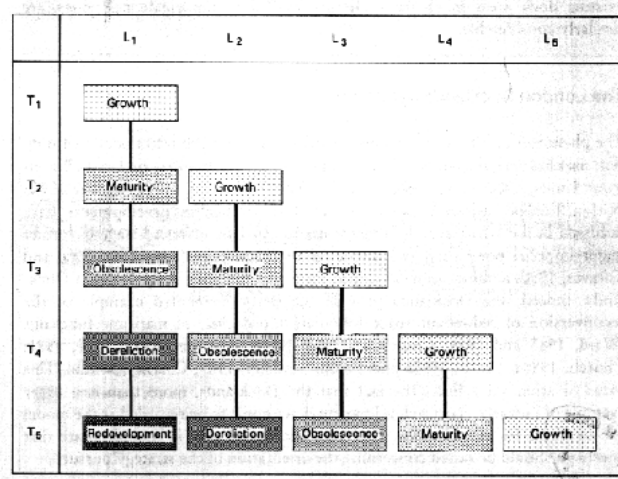 L₁ L₂ L₃ L₄ L₅
T₁ Growth
T₂ Maturity Growth
T₃ Obsolescence Maturity Growth
T₄ Dereliction Obsolescence Maturity Growth
T₅ Redevelopment Dereliction Obsolescence Maturity Growth